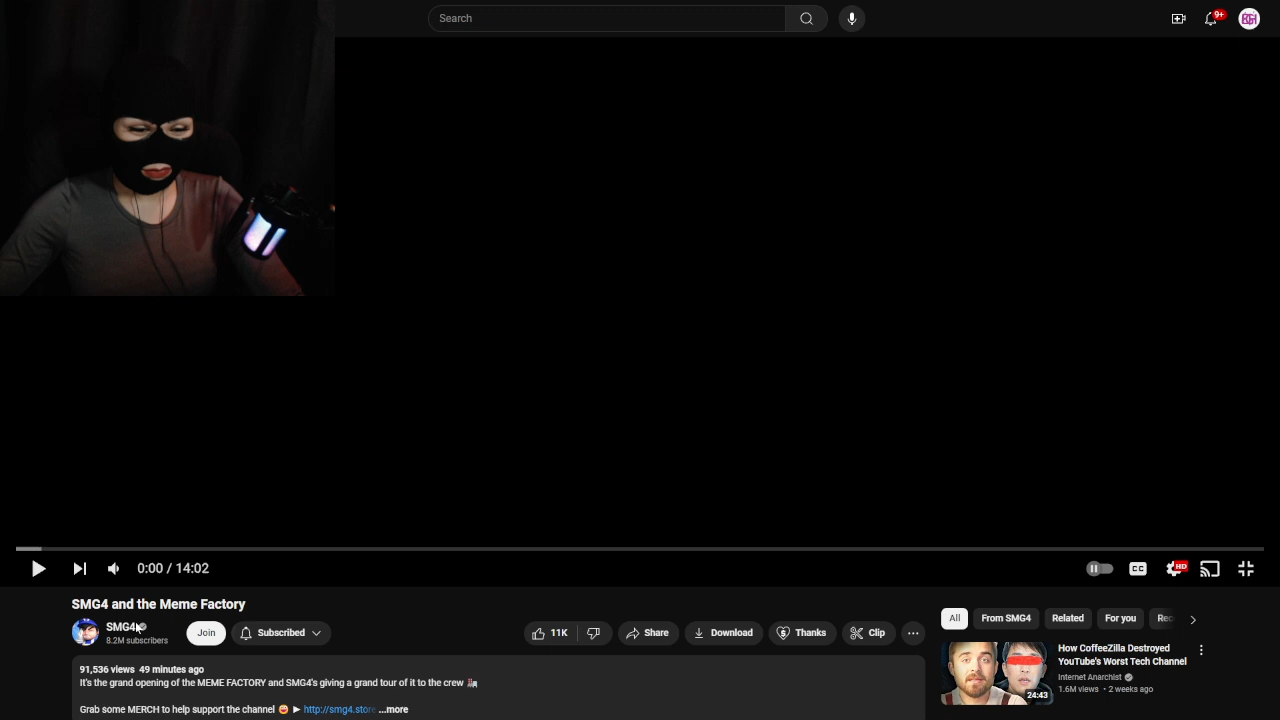 Search
9+
0:00 / 14:02
CC
HD
SMG4 and the Meme Factory
SMG4
8.2M subscribers
Join
Subscribed
11K
Share
Download
Thanks
Clip
91,536 views 49 minutes ago
It's the grand opening of the MEME FACTORY and SMG4's giving a grand tour of it to the crew
Grab some MERCH to help support the channel 😄 ► http://smg4.store ...more
All
From SMG4
Related
For you
Rec
How CoffeeZilla Destroyed
YouTube's Worst Tech Channel
Internet Anarchist
1.6M views • 2 weeks ago
24:43